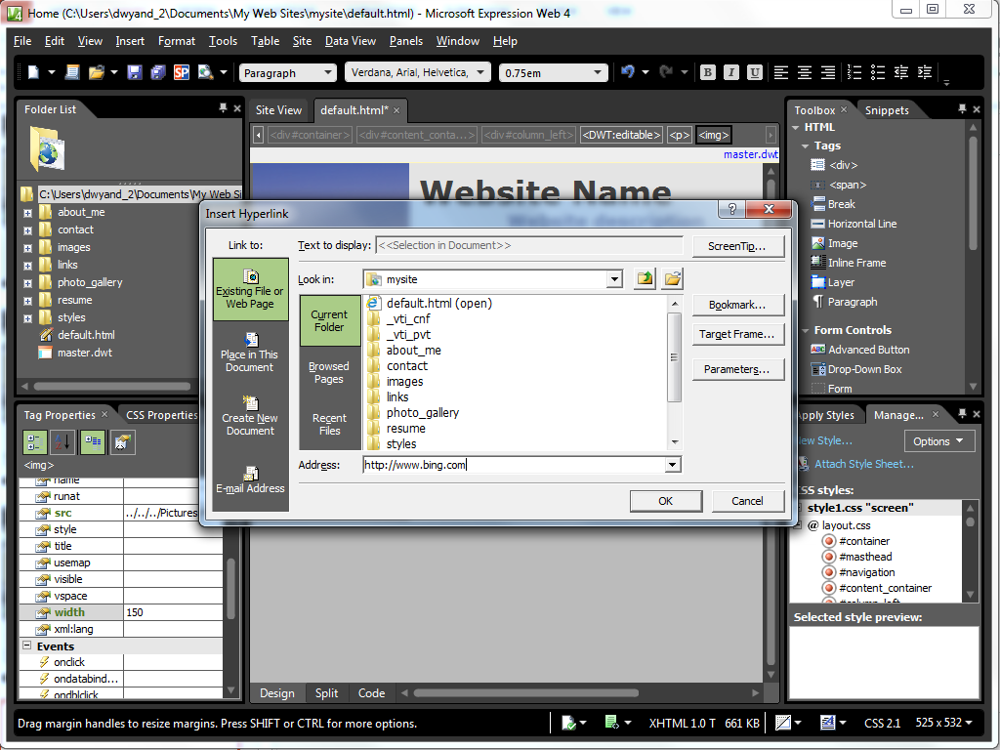 Home (C:\Users\dwyand_2\Documents\My Web Sites\mysite\default.html) - Microsoft Expression Web 4
File Edit View Insert Format Tools Table Site Data View Panels Window Help
SP Paragraph Verdana, Arial, Helvetica, 0.75em B I U
Folder List
C:\Users\dwyand_2\Documents\My Web Si
about_me
contact
images
links
photo_gallery
resume
styles
default.html
master.dwt
Site View default.html*
<div#container> <div#content_conta...> <div#column_left> <DWT:editable> <p> <img>
master.dwt
Website Name
Website description
Toolbox Snippets
HTML
Tags
<div>
<span>
Break
Horizontal Line
Image
Inline Frame
Layer
Paragraph
Form Controls
Advanced Button
Drop-Down Box
Form
Insert Hyperlink
Link to:
Existing File or
Web Page
Place in This
Document
Create New
Document
E-mail Address
Text to display: <<Selection in Document>>
Look in: mysite
Current
Folder
Browsed
Pages
Recent
Files
default.html (open)
_vti_cnf
_vti_pvt
about_me
contact
images
links
photo_gallery
resume
styles
Address: http://www.bing.com
ScreenTip...
Bookmark...
Target Frame...
Parameters...
OK Cancel
Tag Properties CSS Properties
<img>
name
runat
src ../../../Pictures
style
title
usemap
visible
vspace
width 150
xml:lang
Events
onclick
ondatabind...
ondblclick
Design Split Code
pply Styles Manage...
ew Style... Options
Attach Style Sheet...
SS styles:
style1.css "screen"
@ layout.css
#container
#masthead
#navigation
#content_container
#column_left
Selected style preview:
Drag margin handles to resize margins. Press SHIFT or CTRL for more options.
XHTML 1.0 T 661 KB CSS 2.1 525 x 532